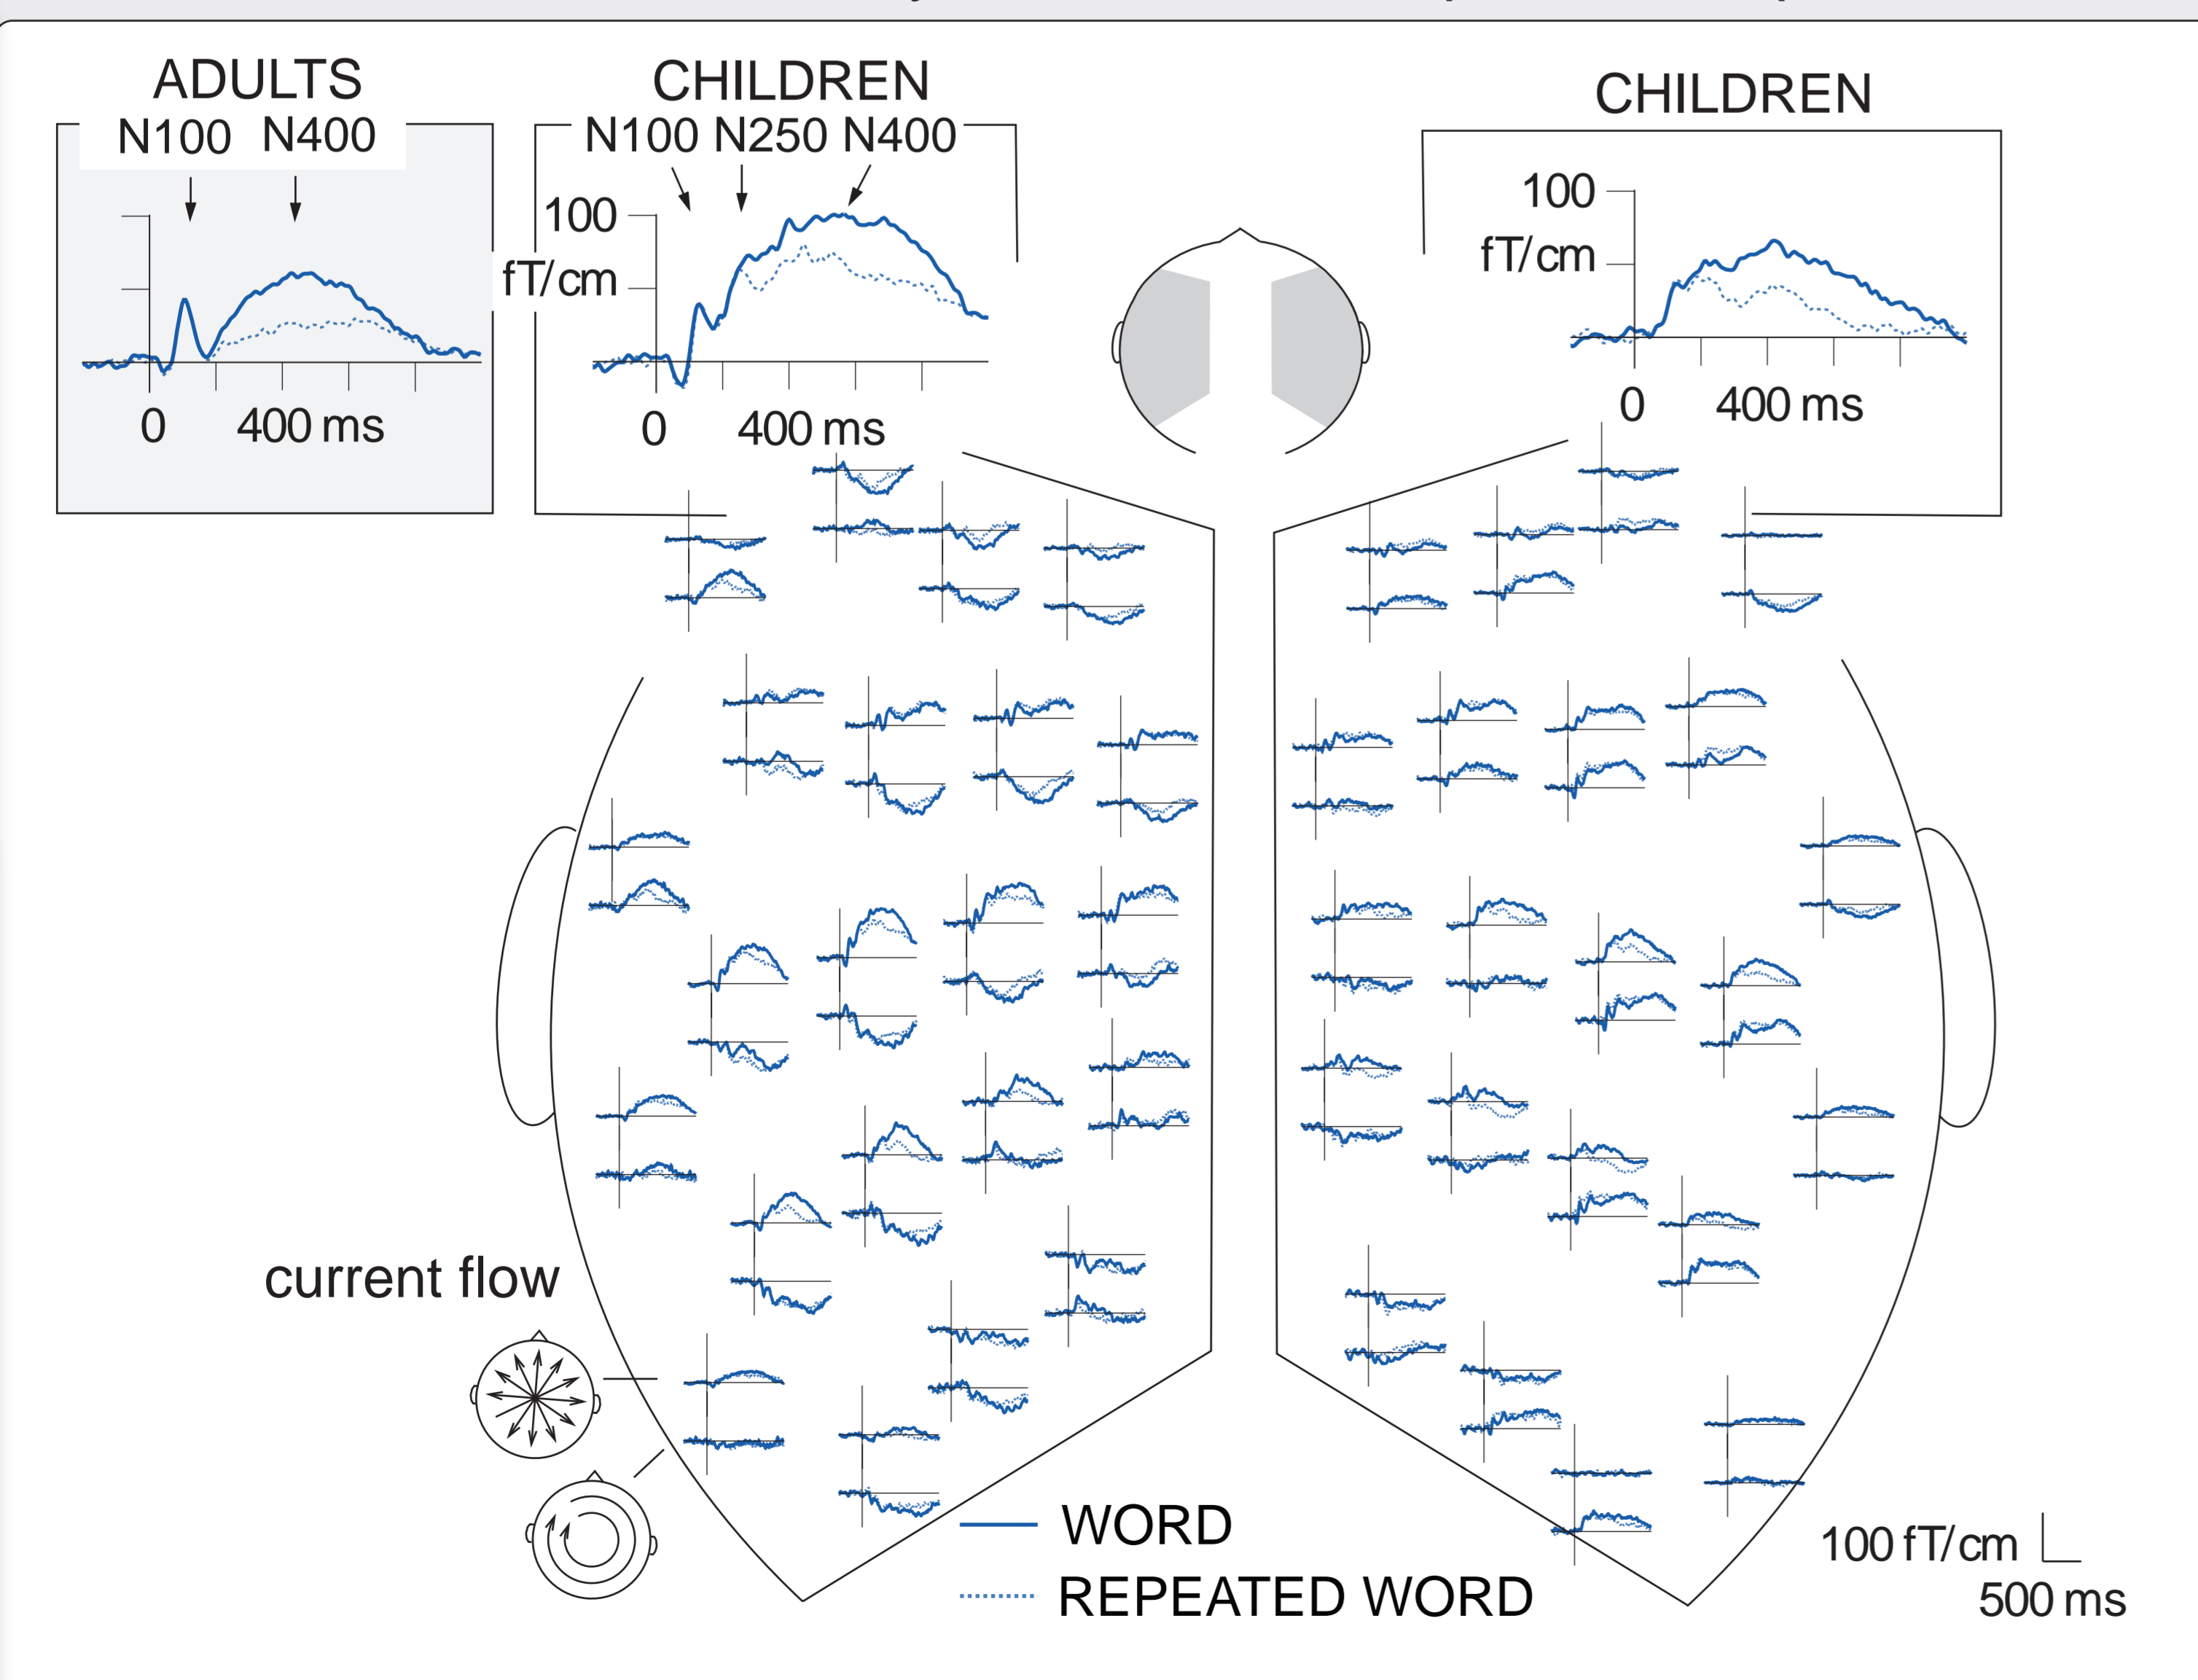 ADULTS
N100 N400
0 400 ms
CHILDREN
N100 N250 N400
100
fT/cm
0 400 ms
CHILDREN
100
fT/cm
0 400 ms
current flow
WORD
REPEATED WORD
100 fT/cm
500 ms